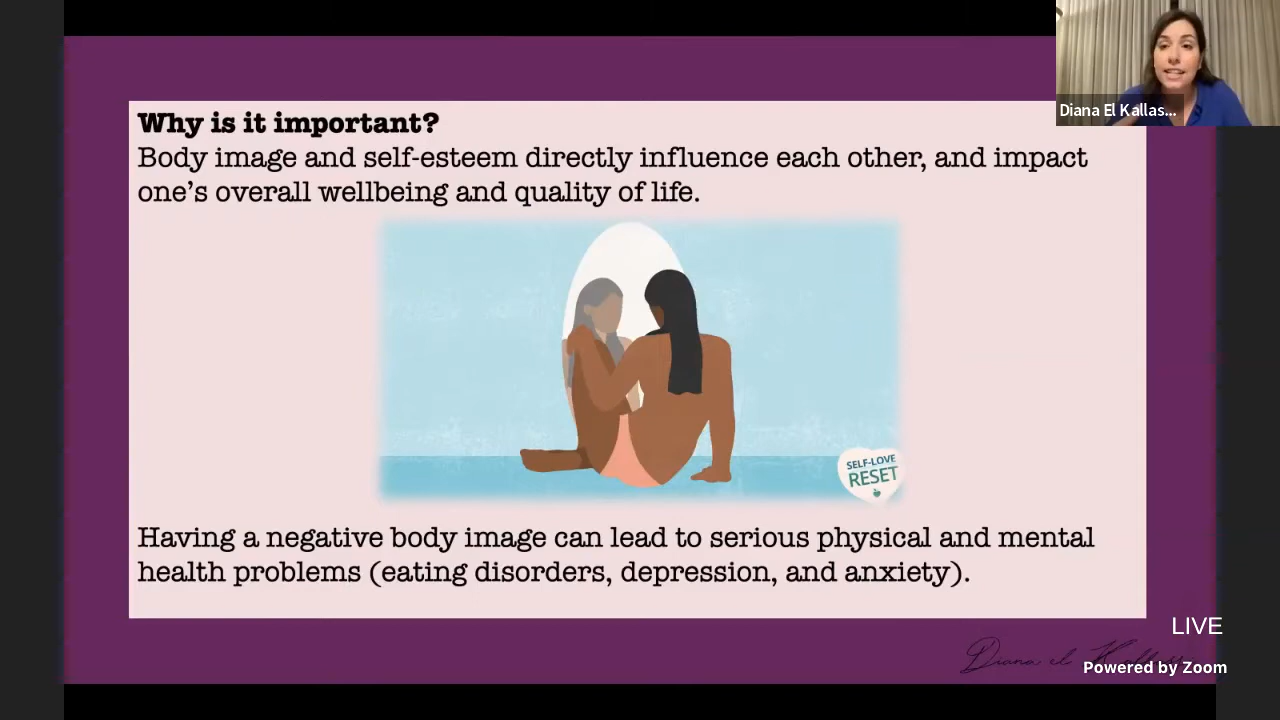 Diana El Kallas...
Why is it important?
Body image and self-esteem directly influence each other, and impact
one's overall wellbeing and quality of life.
SELF-LOVE
RESET
Having a negative body image can lead to serious physical and mental
health problems (eating disorders, depression, and anxiety).
LIVE
Diana el
Powered by Zoom